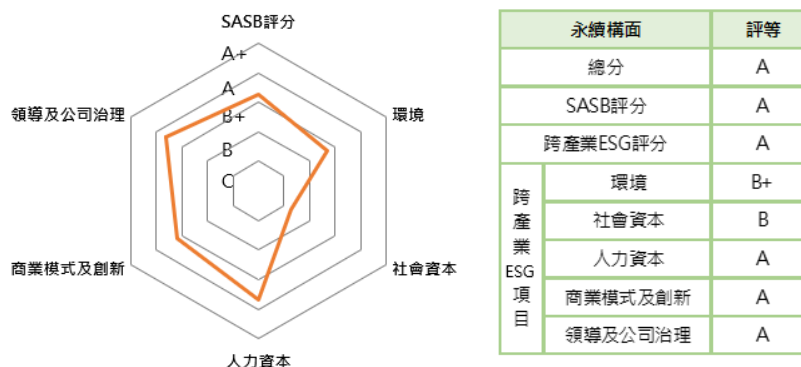 SASB評分
A+
A
B+
B
C
領導及公司治理
環境
商業模式及創新
社會資本
人力資本
永續構面 評等
總分 A
SASB評分 A
跨產業ESG評分 A
跨產業ESG項目
環境 B+
社會資本 B
人力資本 A
商業模式及創新 A
領導及公司治理 A